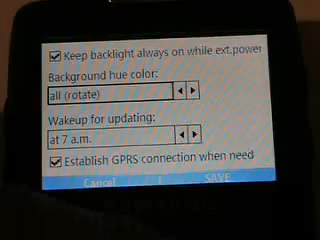 Keep backlight always on while ext.power
Background hue color:
all (rotate)
Wakeup for updating:
at 7 a.m.
Establish GPRS connection when need
Cancel SAVE